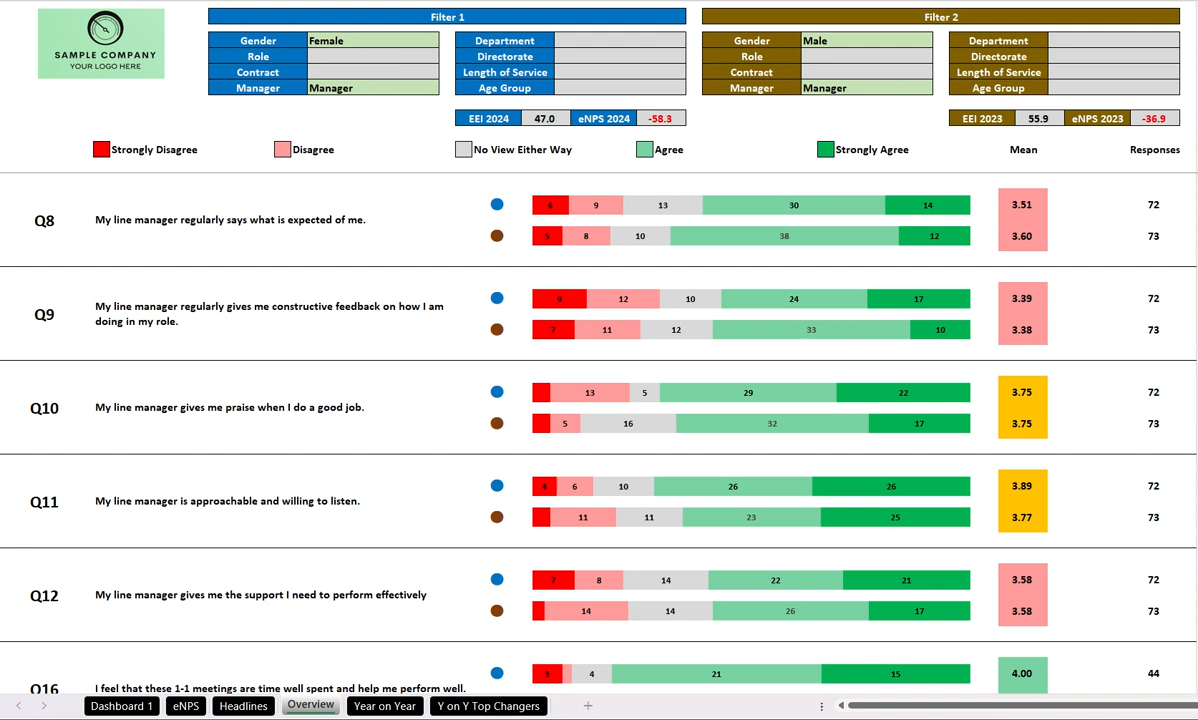 SAMPLE COMPANY
YOUR LOGO HERE
Filter 1
Gender Female
Role
Contract
Manager Manager
Department
Directorate
Length of Service
Age Group
EEI 2024 47.0 eNPS 2024 -58.3
Filter 2
Gender Male
Role
Contract
Manager Manager
Department
Directorate
Length of Service
Age Group
EEI 2023 55.9 eNPS 2023 -36.9
Strongly Disagree Disagree No View Either Way Agree Strongly Agree Mean Responses
Q8 My line manager regularly says what is expected of me.
6 9 13 30 14 3.51 72
5 8 10 38 12 3.60 73
Q9 My line manager regularly gives me constructive feedback on how I am
doing in my role.
9 12 10 24 17 3.39 72
7 11 12 33 10 3.38 73
Q10 My line manager gives me praise when I do a good job.
13 5 29 22 3.75 72
5 16 32 17 3.75 73
Q11 My line manager is approachable and willing to listen.
4 6 10 26 26 3.89 72
11 11 23 25 3.77 73
Q12 My line manager gives me the support I need to perform effectively
7 8 14 22 21 3.58 72
14 14 26 17 3.58 73
Q16 I feel that these 1-1 meetings are time well spent and help me perform well.
3 4 21 15 4.00 44
Dashboard 1 eNPS Headlines Overview Year on Year Y on Y Top Changers